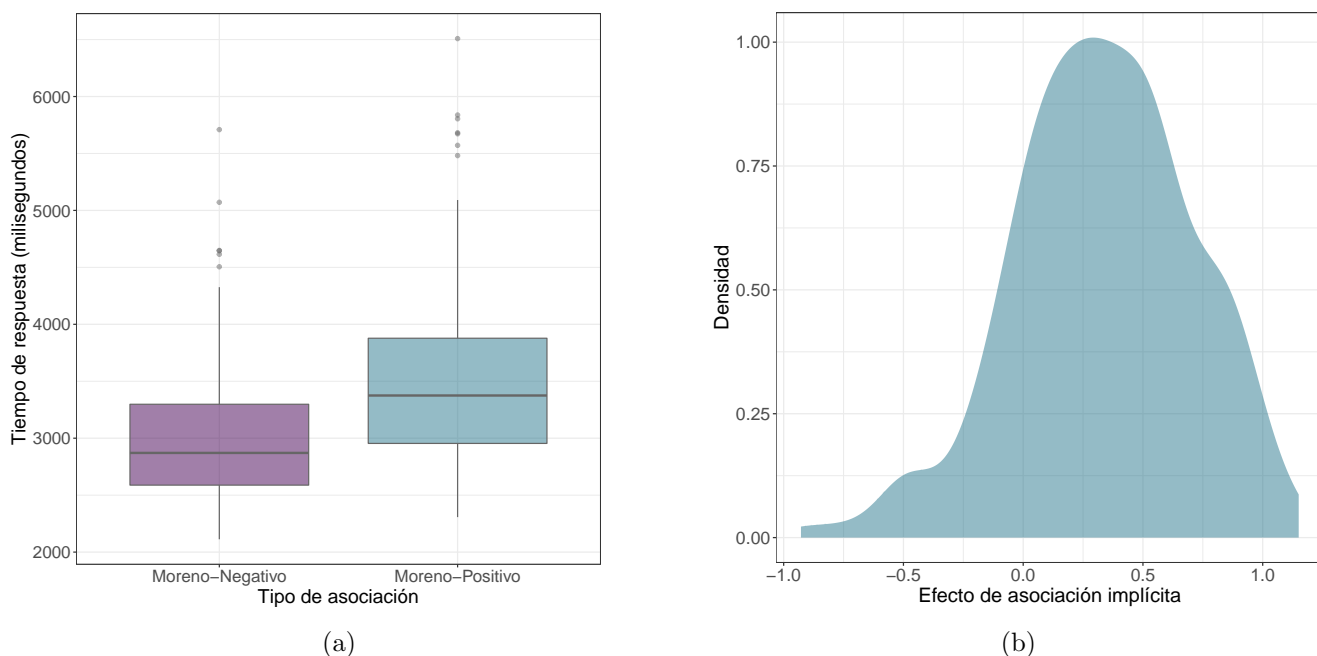 Tiempo de respuesta (milisegundos)
6000
5000
4000
3000
2000
Moreno−Negativo
Moreno−Positivo
Tipo de asociación
(a)
Densidad
1.00
0.75
0.50
0.25
0.00
−1.0
−0.5
0.0
0.5
1.0
Efecto de asociación implícita
(b)